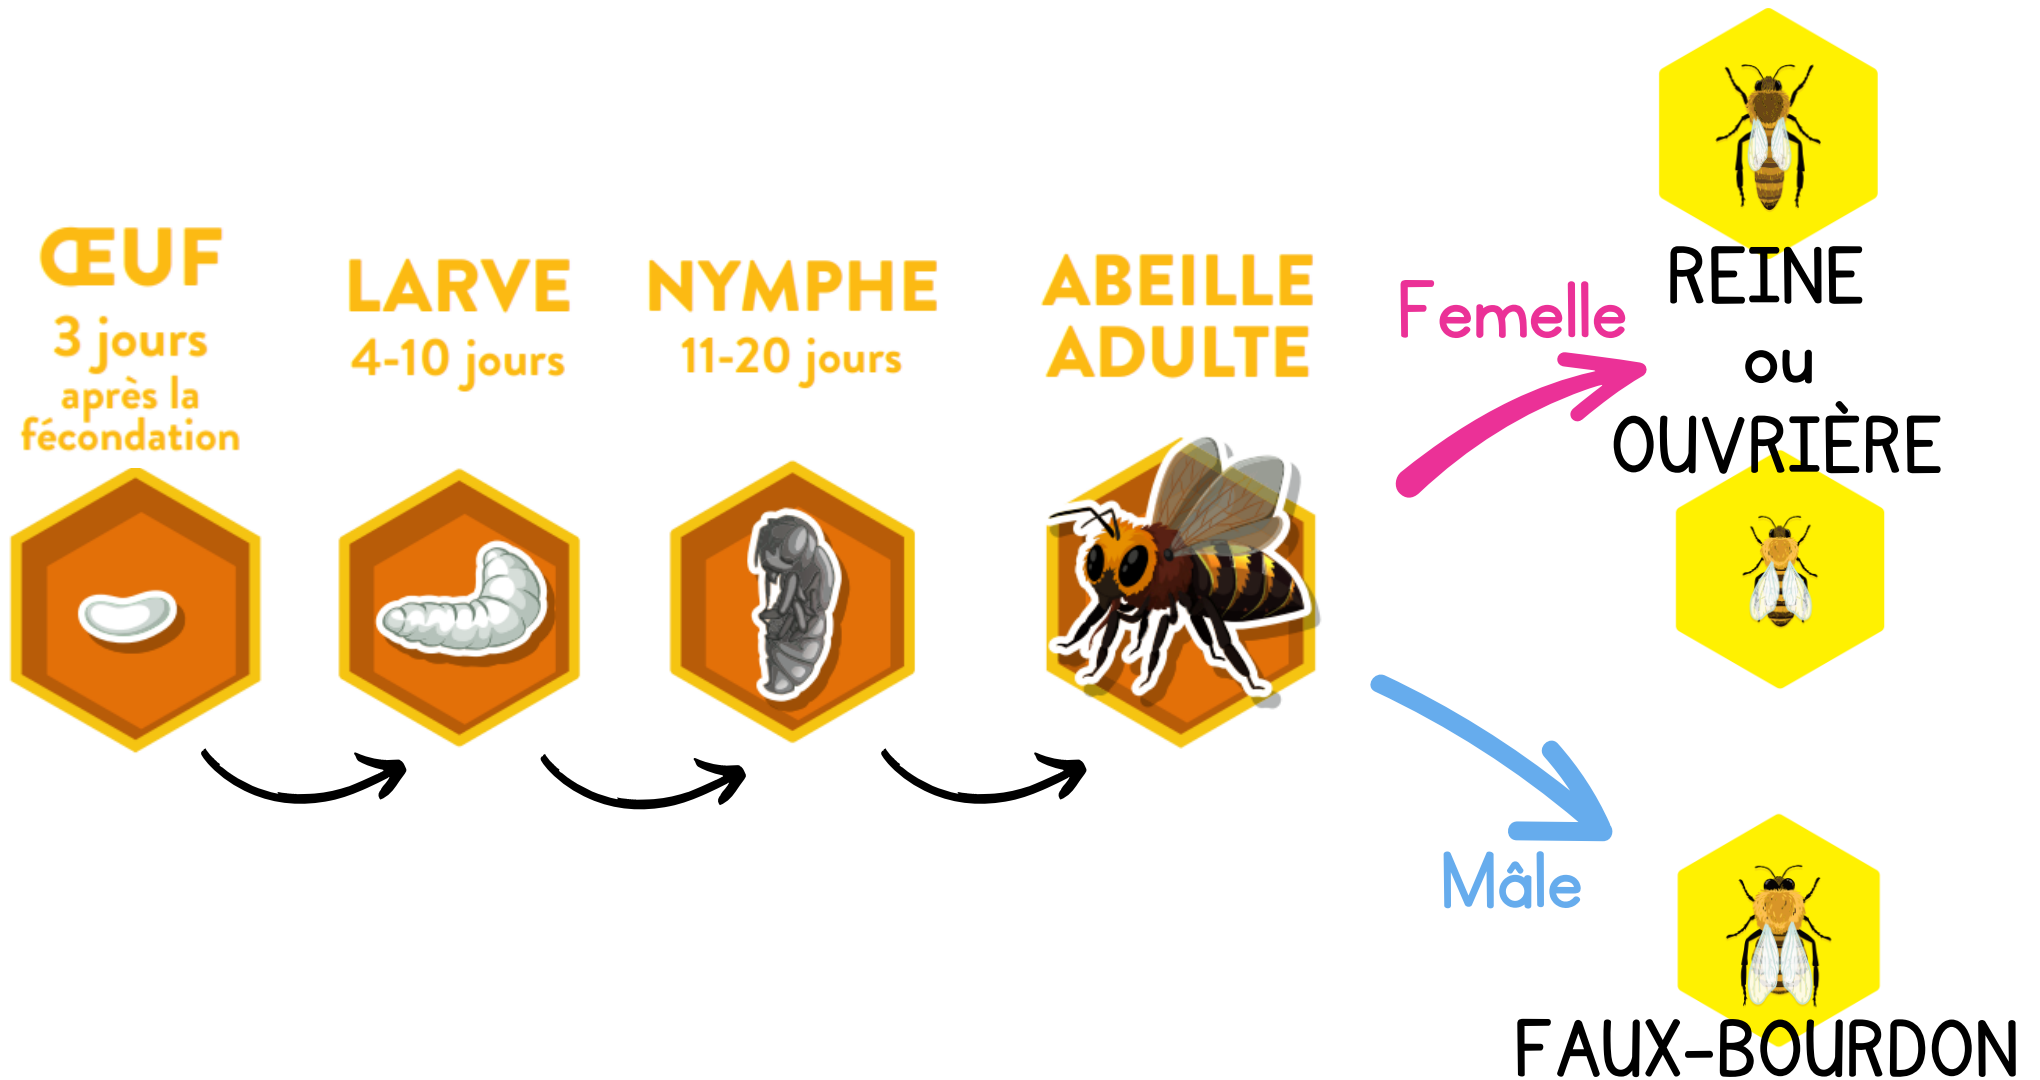 ŒUF
3 jours
après la
fécondation
LARVE
4-10 jours
NYMPHE
11-20 jours
ABEILLE
ADULTE
Femelle
REINE
ou
OUVRIÈRE
Mâle
FAUX-BOURDON